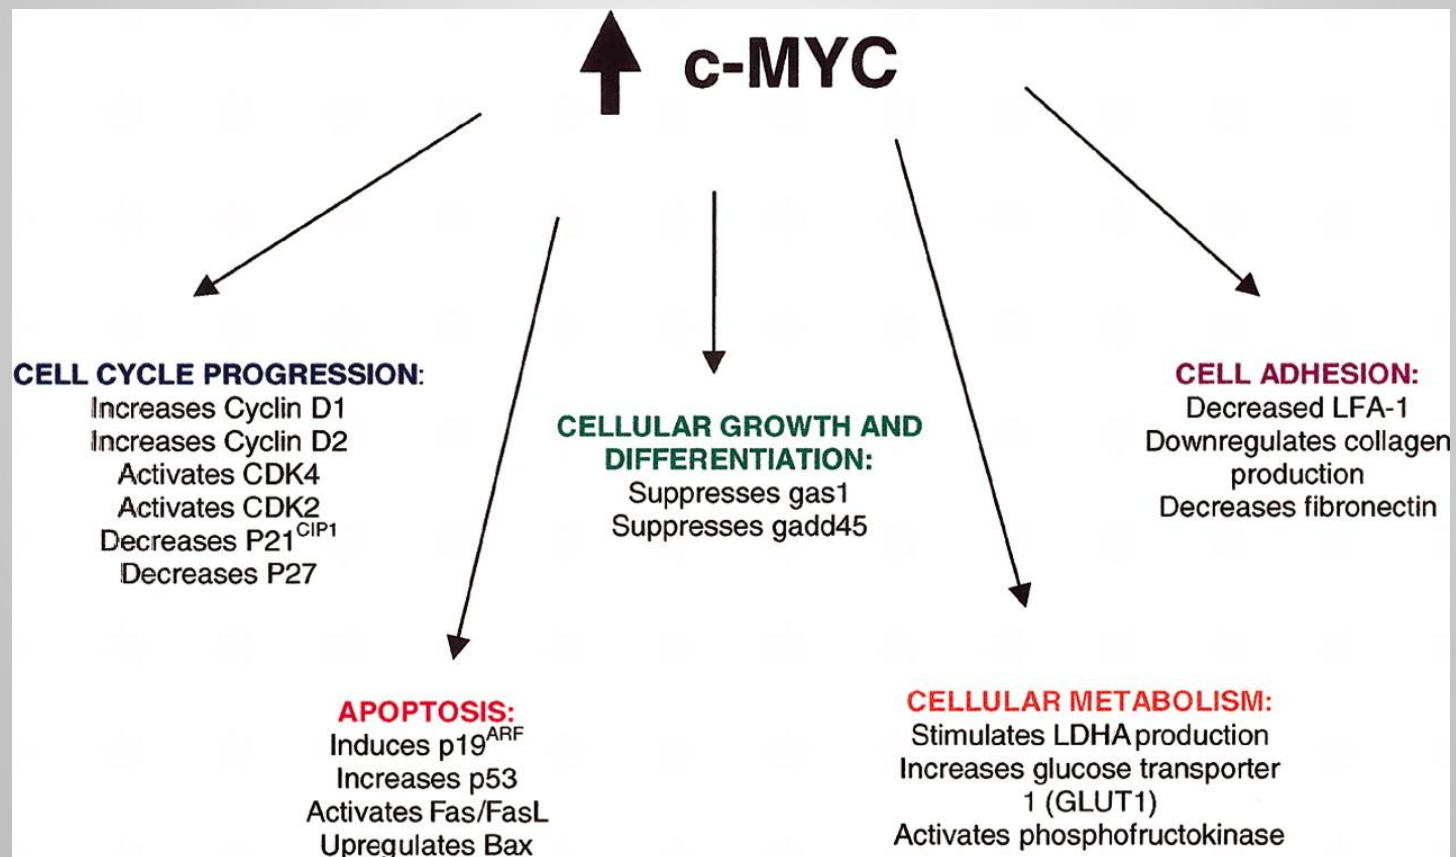 c-MYC
CELL CYCLE PROGRESSION:
Increases Cyclin D1
Increases Cyclin D2
Activates CDK4
Activates CDK2
Decreases P21CIP1
Decreases P27
APOPTOSIS:
Induces p19ARF
Increases p53
Activates Fas/FasL
Upregulates Bax
CELLULAR GROWTH AND
DIFFERENTIATION:
Suppresses gas1
Suppresses gadd45
CELLULAR METABOLISM:
Stimulates LDHA production
Increases glucose transporter
1 (GLUT1)
Activates phosphofructokinase
CELL ADHESION:
Decreased LFA-1
Downregulates collagen
production
Decreases fibronectin